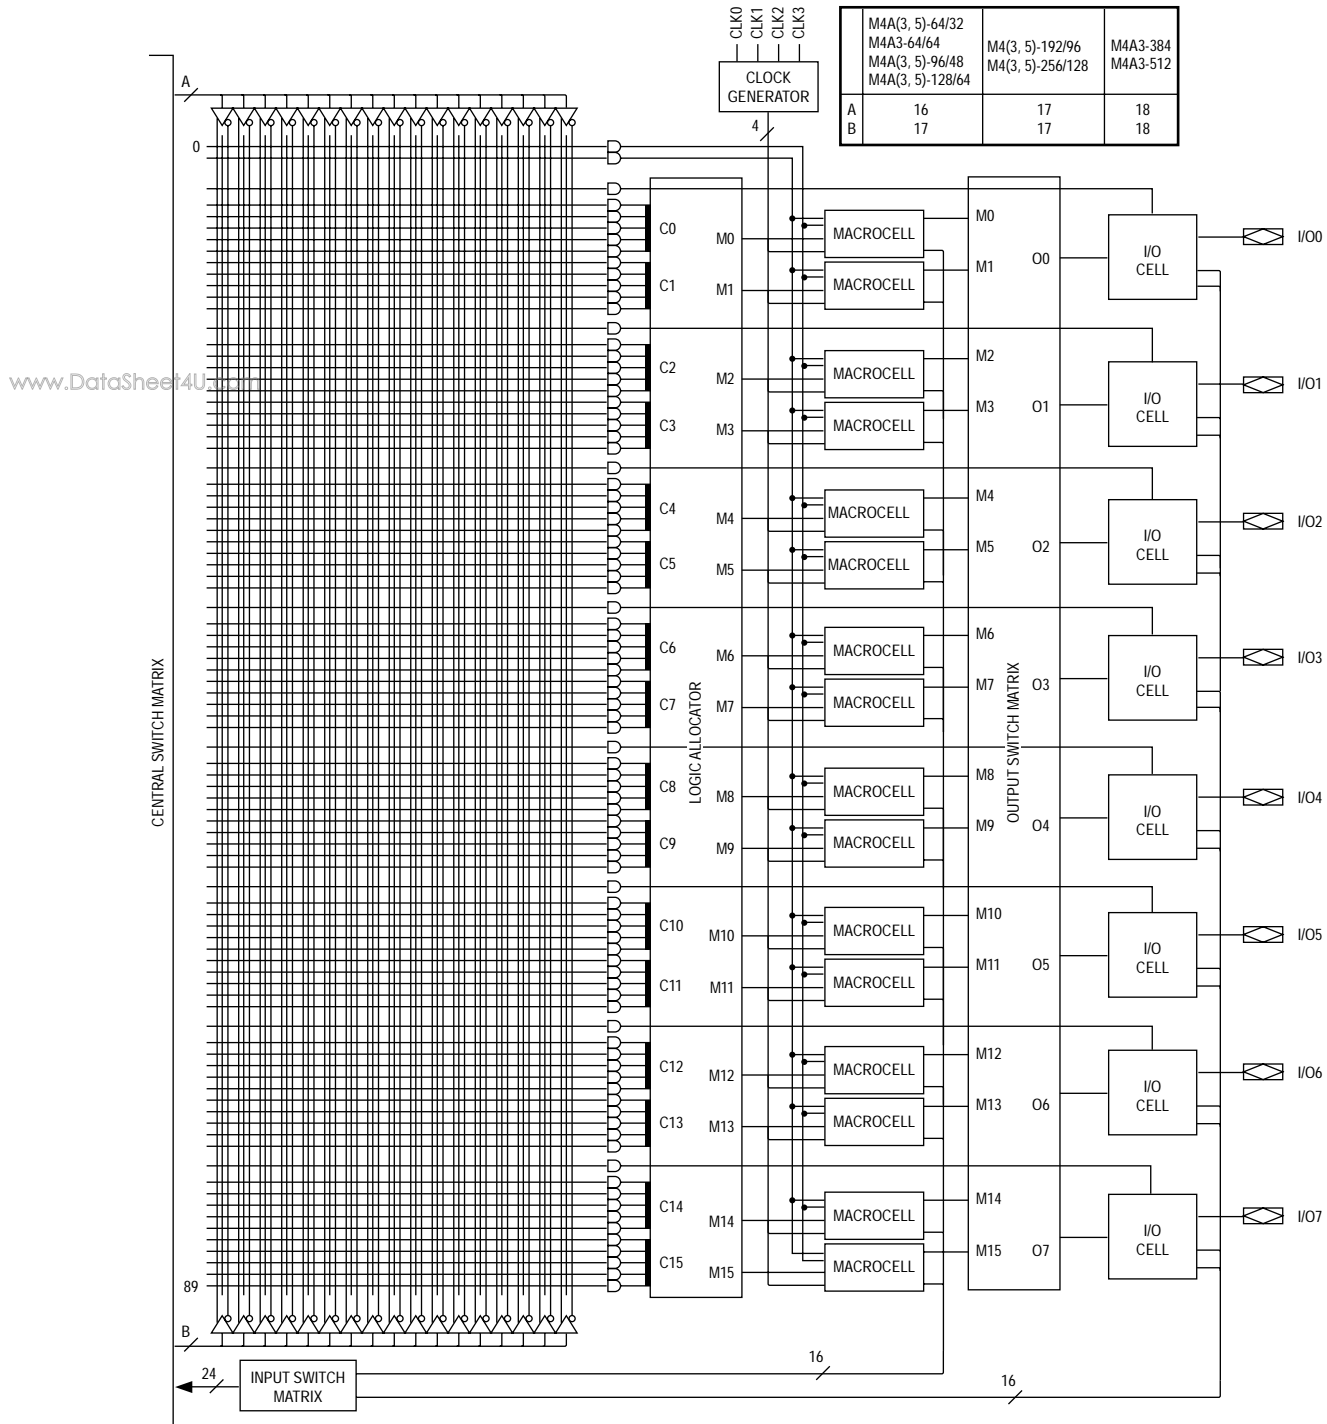 CLK0
CLK1
CLK2
CLK3
CLOCK
GENERATOR
4
M4A(3, 5)-64/32
M4A3-64/64
M4A(3, 5)-96/48
M4A(3, 5)-128/64
M4(3, 5)-192/96
M4(3, 5)-256/128
M4A3-384
M4A3-512
A 16 17 18
B 17 17 18
A
0
CENTRAL SWITCH MATRIX
www.DataSheet4U.com
LOGIC ALLOCATOR
OUTPUT SWITCH MATRIX
C0
M0
MACROCELL
M0
C1
M1
MACROCELL
M1
O0
I/O
CELL
I/O0
C2
M2
MACROCELL
M2
C3
M3
MACROCELL
M3
O1
I/O
CELL
I/O1
C4
M4
MACROCELL
M4
C5
M5
MACROCELL
M5
O2
I/O
CELL
I/O2
C6
M6
MACROCELL
M6
C7
M7
MACROCELL
M7
O3
I/O
CELL
I/O3
C8
M8
MACROCELL
M8
C9
M9
MACROCELL
M9
O4
I/O
CELL
I/O4
C10
M10
MACROCELL
M10
C11
M11
MACROCELL
M11
O5
I/O
CELL
I/O5
C12
M12
MACROCELL
M12
C13
M13
MACROCELL
M13
O6
I/O
CELL
I/O6
C14
M14
MACROCELL
M14
C15
M15
MACROCELL
M15
O7
I/O
CELL
I/O7
89
B
24
INPUT SWITCH
MATRIX
16
16